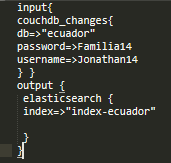 input{
couchdb_changes{
db=>"ecuador"
password=>Familia14
username=>Jonathan14
} }
output {
elasticsearch {
index=>"index-ecuador"
}
}